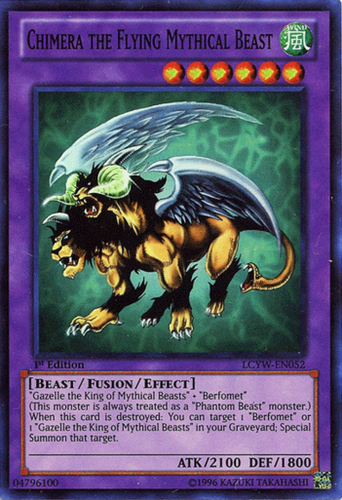 CHIMERA THE FLYING MYTHICAL BEAST
WIND
風
1st Edition
LCYW-EN052
[BEAST / FUSION / EFFECT]
"Gazelle the King of Mythical Beasts" + "Berfomet"
(This monster is always treated as a "Phantom Beast" monster.)
When this card is destroyed: You can target 1 "Berfomet" or
1 "Gazelle the King of Mythical Beasts" in your Graveyard; Special
Summon that target.
ATK/2100 DEF/1800
04796100
©1996 KAZUKI TAKAHASHI